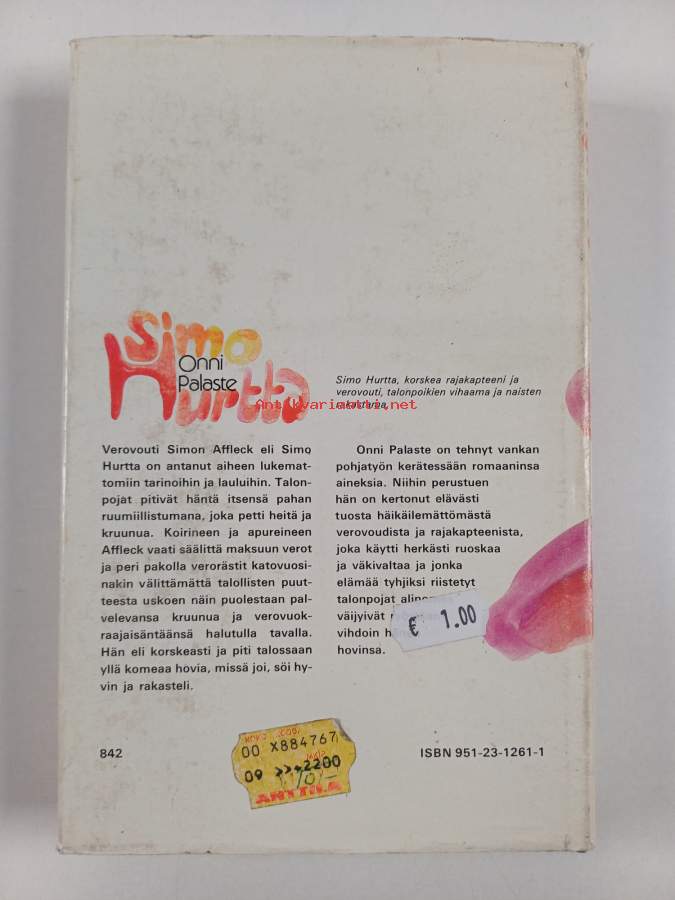 Simo
Onni
Palaste
Hurtta
Simo Hurtta, korskea rajakapteeni ja
verovouti, talonpoikien vihaama ja naisten
rakastama.
Antikvariaatti.net
Verovouti Simon Affleck eli Simo
Hurtta on antanut aiheen lukemat-
tomiin tarinoihin ja lauluihin. Talon-
pojat pitivät häntä itsensä pahan
ruumiillistumana, joka petti heitä ja
kruunua. Koirineen ja apureineen
Affleck vaati säälittä maksuun verot
ja peri pakolla verorästit katovuosi-
nakin välittämättä talollisten puut-
teesta uskoen näin puolestaan pal-
velevansa kruunua ja verovuok-
raajaisäntäänsä halutulla tavalla.
Hän eli korskeasti ja piti talossaan
yllä komeaa hovia, missä joi, söi hy-
vin ja rakasteli.
Onni Palaste on tehnyt vankan
pohjatyön kerätessään romaaninsa
aineksia. Niihin perustuen
hän on kertonut elävästi
tuosta häikäilemättömästä
verovoudista ja rajakapteenista,
joka käytti herkästi ruoskaa
ja väkivaltaa ja jonka
elämää tyhjiksi riistetyt
talonpojat
väijyivät
vihdoin
hovinsa.
€ 1.00
842
00 X884767
09 2200
ANTTILA
ISBN 951-23-1261-1